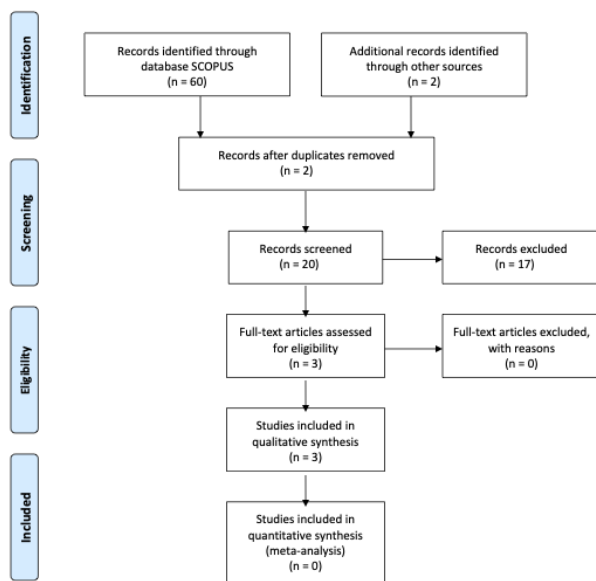 Identification
Records identified through
database SCOPUS
(n = 60)
Additional records identified
through other sources
(n = 2)
Records after duplicates removed
(n = 2)
Screening
Records screened
(n = 20)
Records excluded
(n = 17)
Eligibility
Full-text articles assessed
for eligibility
(n = 3)
Full-text articles excluded,
with reasons
(n = 0)
Studies included in
qualitative synthesis
(n = 3)
Included
Studies included in
quantitative synthesis
(meta-analysis)
(n = 0)